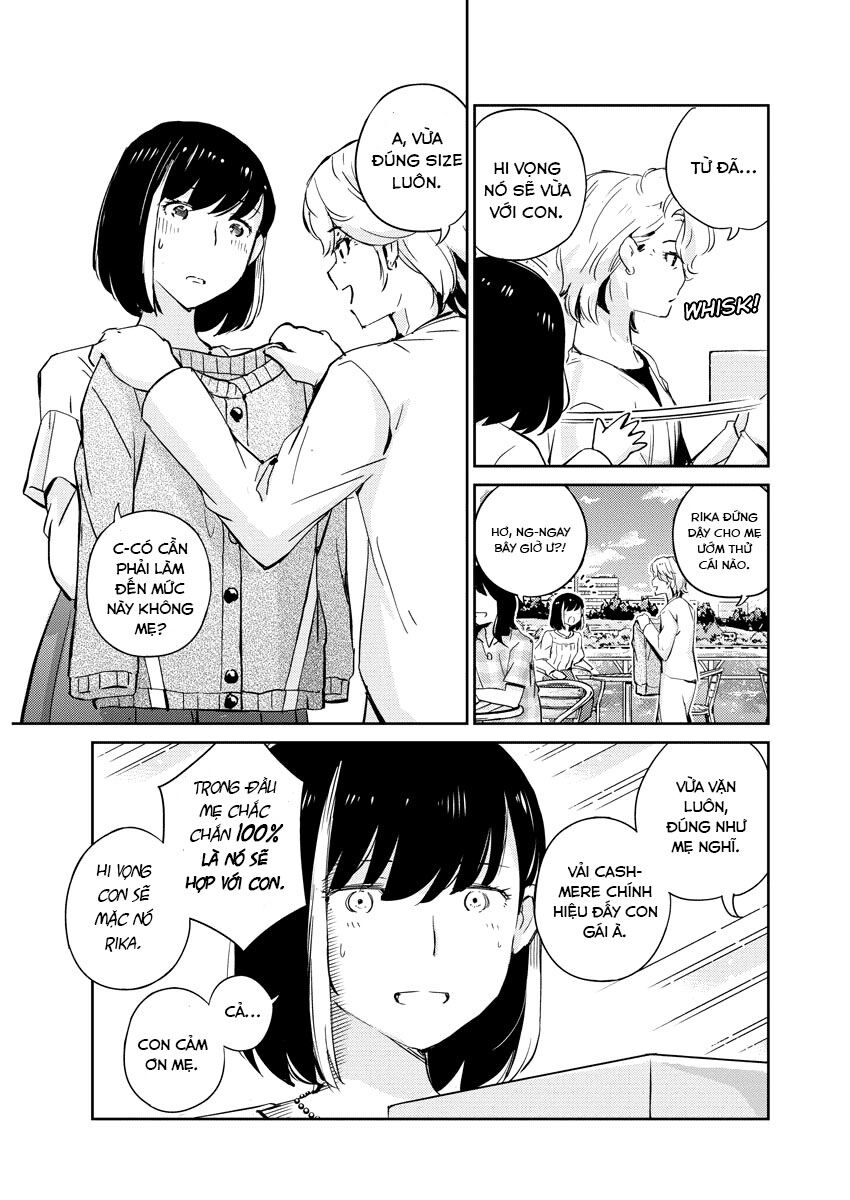 TỪ ĐÃ...
HI VỌNG
NÓ SẼ VỪA
VỚI CON.
WHISK!
RIKA ĐỨNG
DẬY CHO MẸ
ƯỚM THỬ
CÁI NÀO.
HƠ, NG-NGAY
BÂY GIỜ Ư?!
A, VỪA
ĐÚNG SIZE
LUÔN.
C-CÓ CẦN
PHẢI LÀM
ĐẾN MỨC
NÀY KHÔNG
MẸ?
VỪA VẶN
LUÔN,
ĐÚNG NHƯ
MẸ NGHĨ.
VẢI CASH-
MERE CHÍNH
HIỆU ĐẤY CON
GÁI À.
TRONG ĐẦU
MẸ CHẮC
CHẮN 100%
LÀ NÓ SẼ
HỢP VỚI CON.
HI VỌNG
CON SẼ
MẶC NÓ
RIKA.
CẢ...
CON CẢM
ƠN MẸ.